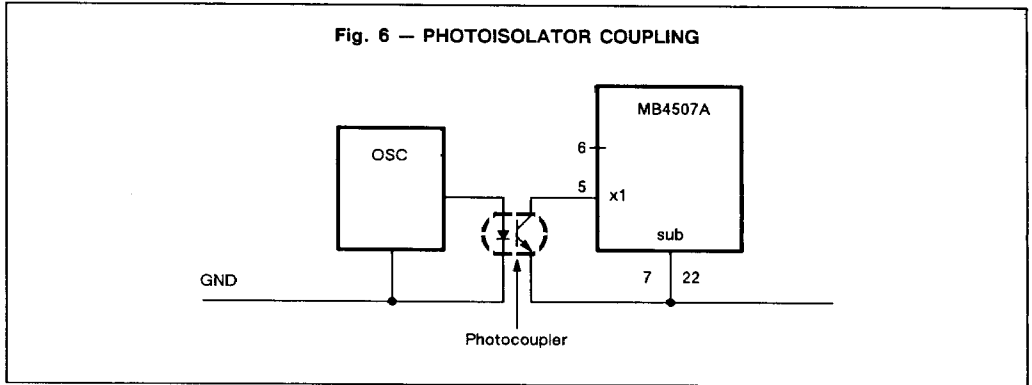 Fig. 6 — PHOTOISOLATOR COUPLING
MB4507A
OSC
6
5
x1
sub
7 22
GND
Photocoupler